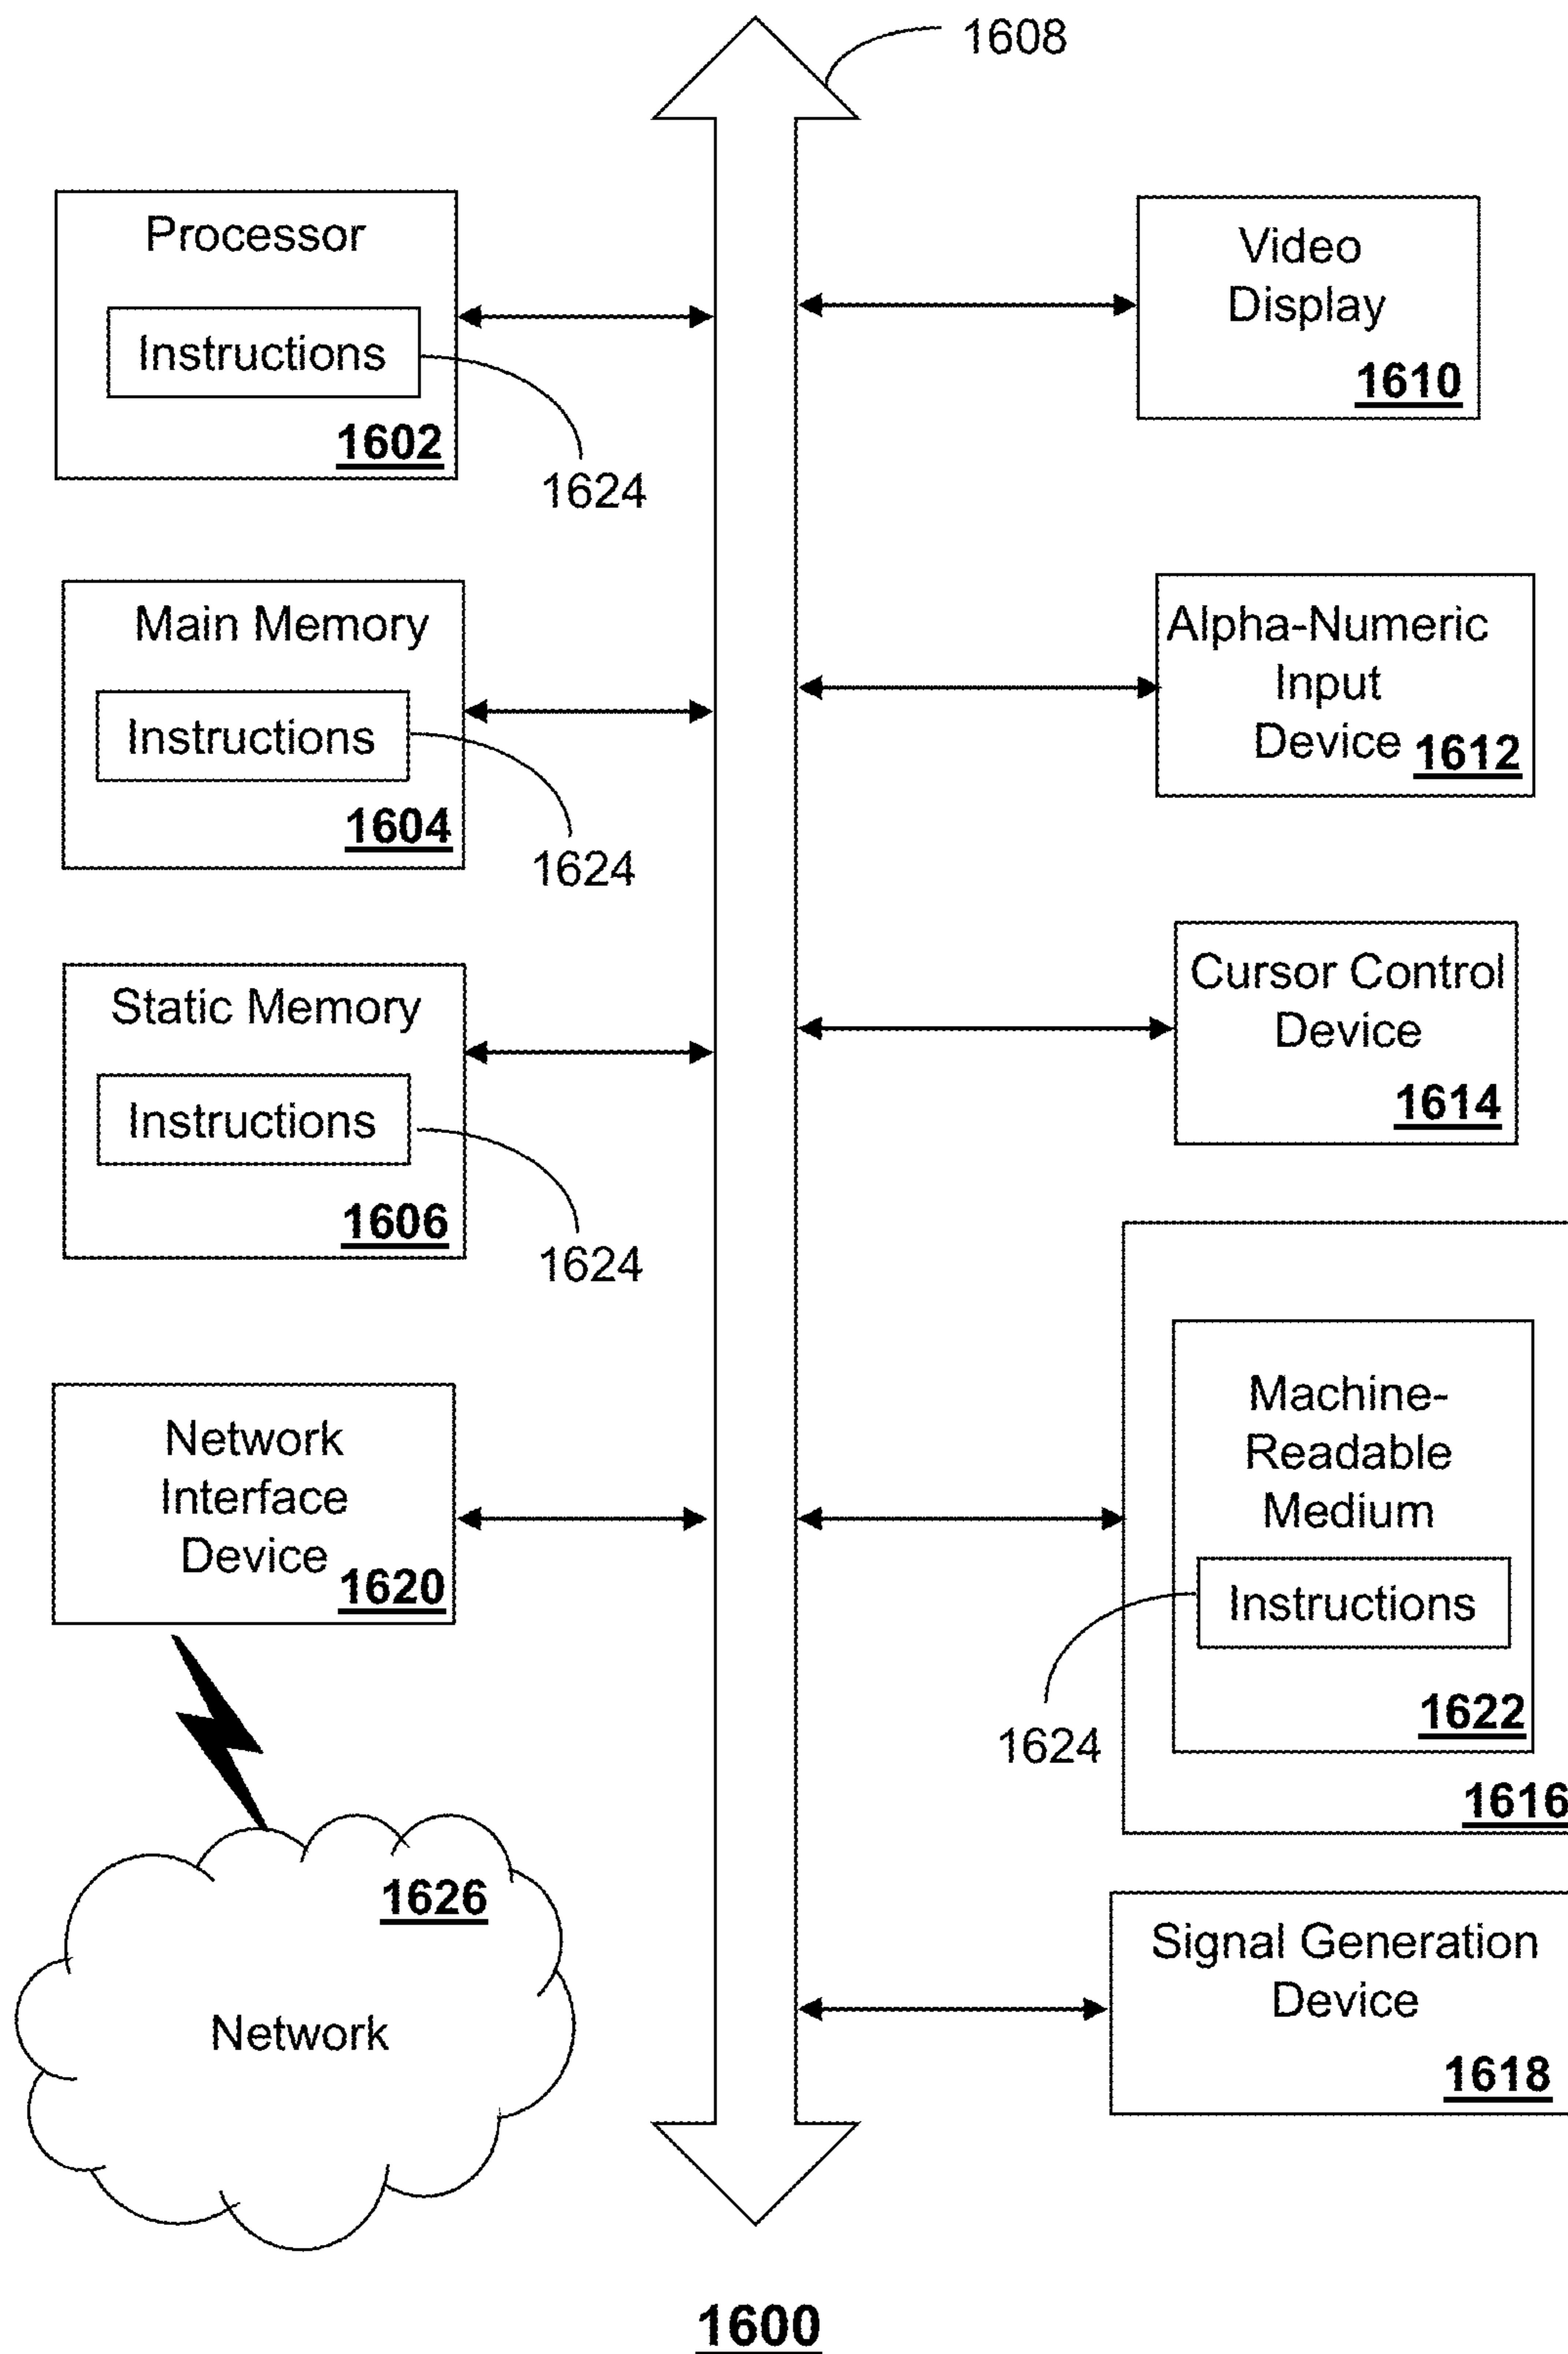 1608
Processor
Instructions
1602
1624
Main Memory
Instructions
1604
1624
Static Memory
Instructions
1606
1624
Network
Interface
Device
1620
1626
Network
Video
Display
1610
Alpha-Numeric
Input
Device 1612
Cursor Control
Device
1614
Machine-
Readable
Medium
Instructions
1624
1622
1616
Signal Generation
Device
1618
1600